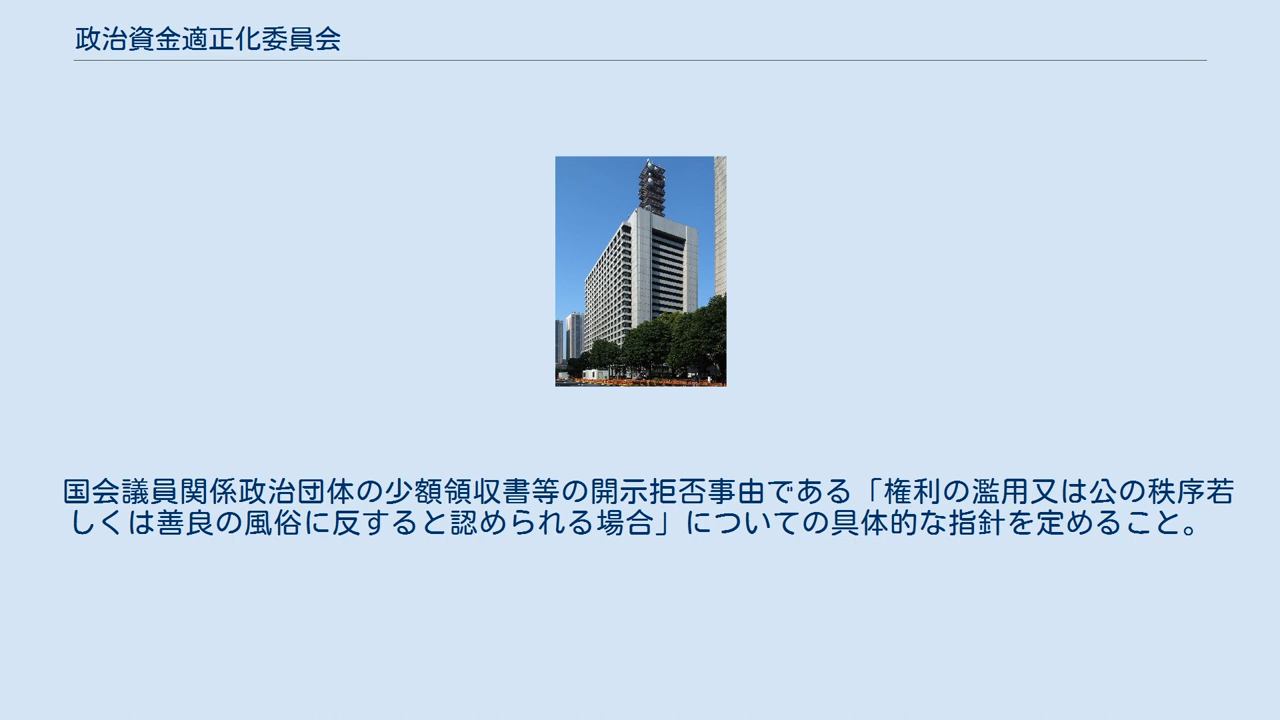 政治資金適正化委員会
国会議員関係政治団体の少額領収書等の開示拒否事由である「権利の濫用又は公の秩序若
しくは善良の風俗に反すると認められる場合」についての具体的な指針を定めること。